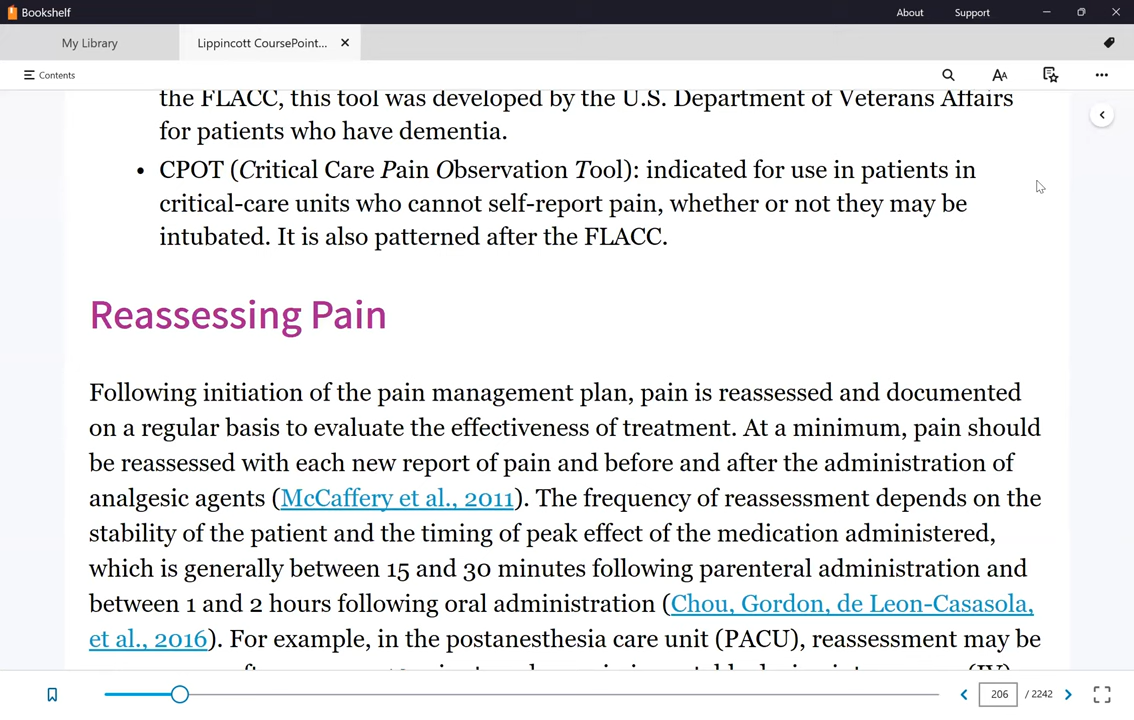 Bookshelf
About
Support
My Library
Lippincott CoursePoint...
Contents
the FLACC, this tool was developed by the U.S. Department of Veterans Affairs
for patients who have dementia.
• CPOT (Critical Care Pain Observation Tool): indicated for use in patients in
critical-care units who cannot self-report pain, whether or not they may be
intubated. It is also patterned after the FLACC.
Reassessing Pain
Following initiation of the pain management plan, pain is reassessed and documented
on a regular basis to evaluate the effectiveness of treatment. At a minimum, pain should
be reassessed with each new report of pain and before and after the administration of
analgesic agents (McCaffery et al., 2011). The frequency of reassessment depends on the
stability of the patient and the timing of peak effect of the medication administered,
which is generally between 15 and 30 minutes following parenteral administration and
between 1 and 2 hours following oral administration (Chou, Gordon, de Leon-Casasola,
et al., 2016). For example, in the postanesthesia care unit (PACU), reassessment may be
206 / 2242